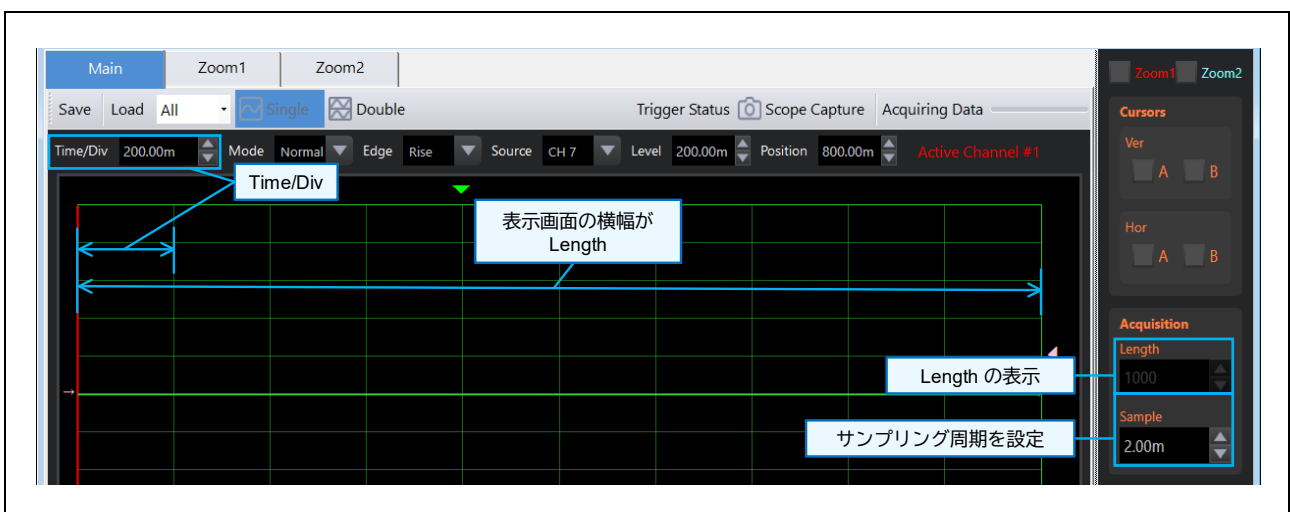 Main Zoom1 Zoom2
Zoom1 Zoom2
Save Load All Single Double Trigger Status Scope Capture Acquiring Data
Cursors
Time/Div 200.00m Mode Normal Edge Rise Source CH 7 Level 200.00m Position 800.00m Active Channel #1
Ver
A B
Time/Div
表示画面の横幅が
Length
Hor
A B
Acquisition
Length
Length の表示
1000
Sample
サンプリング周期を設定
2.00m